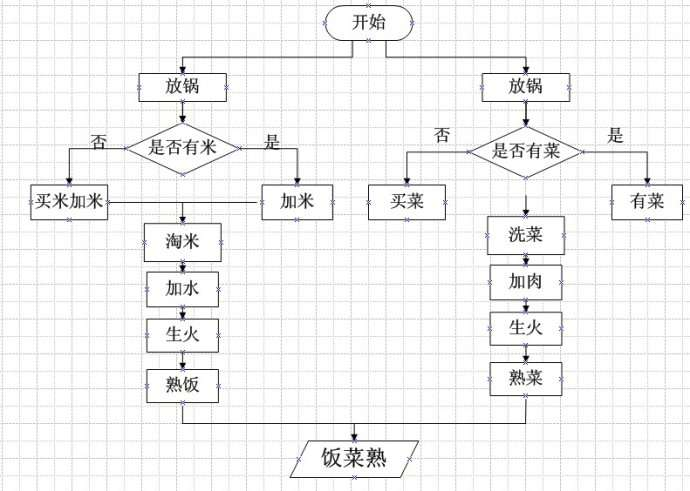 开始
放锅
放锅
否
是否有米
是
否
是否有菜
是
买米加米
加米
买菜
有菜
淘米
洗菜
加水
加肉
生火
生火
熟饭
熟菜
饭菜熟